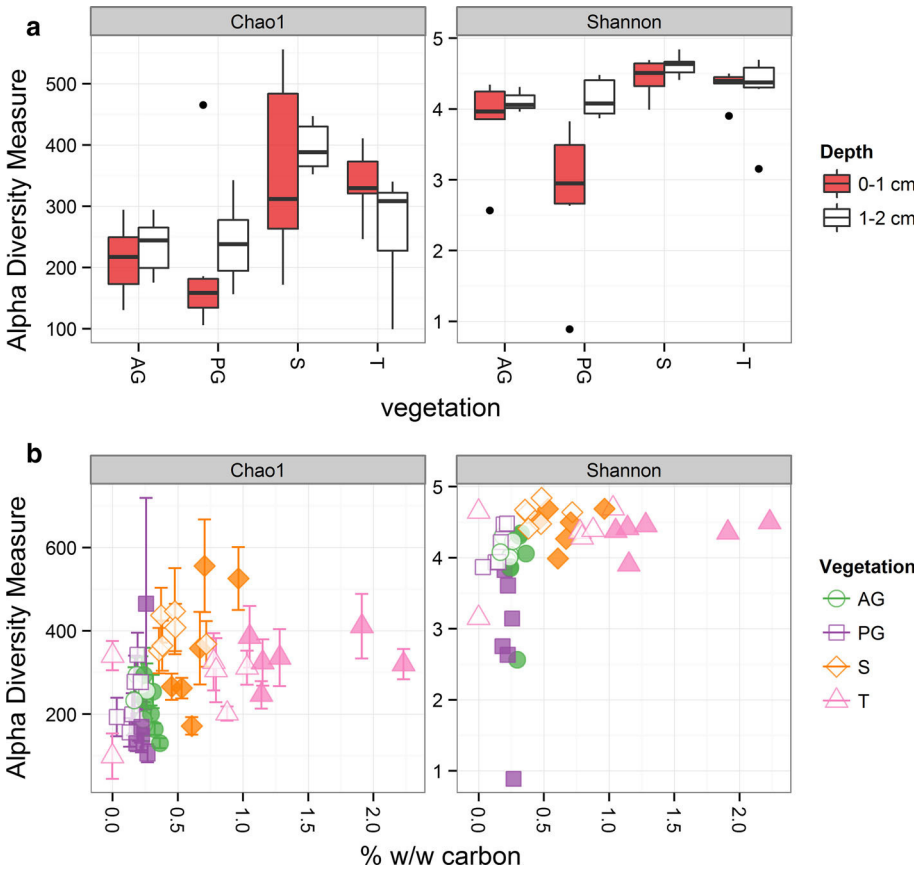 a
Chao1
Shannon
Alpha Diversity Measure
500
400
300
200
100
5
4
3
2
1
AG
PG
S
T
AG
PG
S
T
vegetation
Depth
0-1 cm
1-2 cm
b
Chao1
Shannon
Alpha Diversity Measure
600
400
200
5
4
3
2
1
0.0
0.5
1.0
1.5
2.0
0.0
0.5
1.0
1.5
2.0
% w/w carbon
Vegetation
AG
PG
S
T